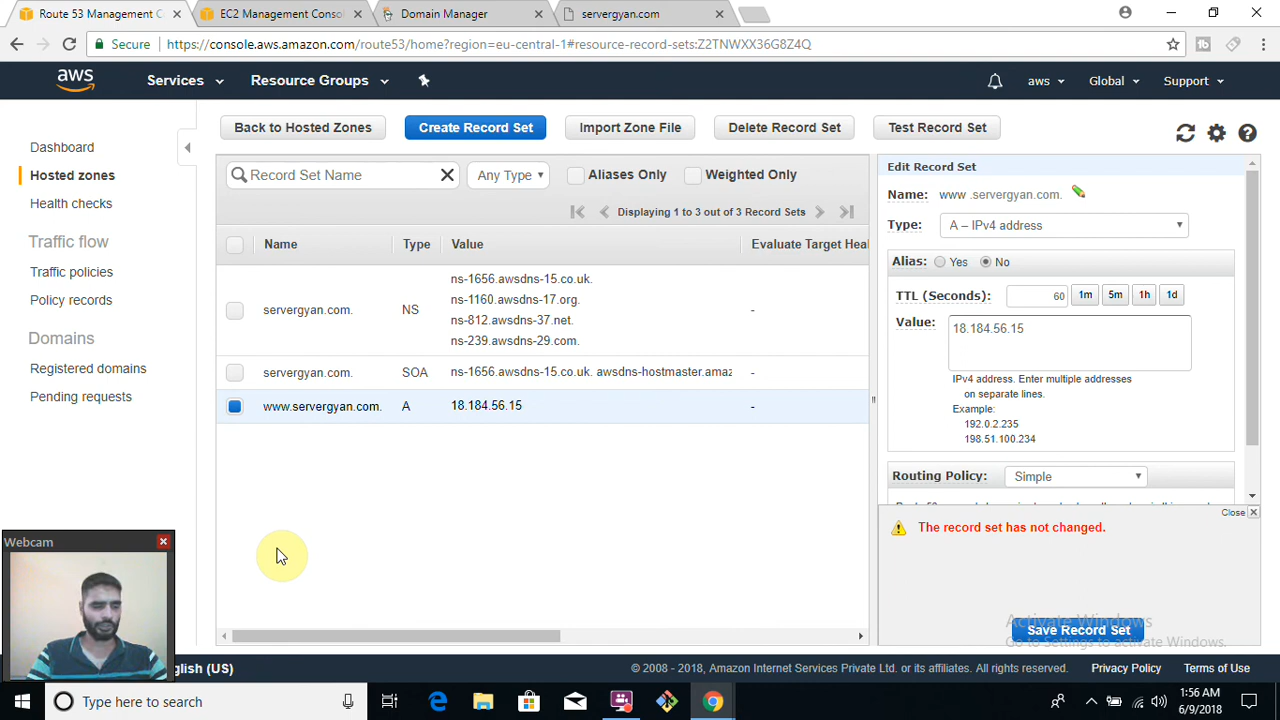 Route 53 Management C
EC2 Management Conso
Domain Manager
servergyan.com
Secure
https://console.aws.amazon.com/route53/home?region=eu-central-1#resource-record-sets:Z2TNWXX36G8Z4Q
aws
Services
Resource Groups
aws
Global
Support
Dashboard
Hosted zones
Health checks
Traffic flow
Traffic policies
Policy records
Domains
Registered domains
Pending requests
Back to Hosted Zones
Create Record Set
Import Zone File
Delete Record Set
Test Record Set
Record Set Name
Any Type
Aliases Only
Weighted Only
Displaying 1 to 3 out of 3 Record Sets
Name Type Value Evaluate Target Heal
servergyan.com. NS
ns-1656.awsdns-15.co.uk.
ns-1160.awsdns-17.org.
ns-812.awsdns-37.net.
ns-239.awsdns-29.com.
-
servergyan.com. SOA ns-1656.awsdns-15.co.uk. awsdns-hostmaster.amaz -
www.servergyan.com. A 18.184.56.15 -
Edit Record Set
Name: www .servergyan.com.
Type: A – IPv4 address
Alias: Yes No
TTL (Seconds): 60 1m 5m 1h 1d
Value: 18.184.56.15
IPv4 address. Enter multiple addresses
on separate lines.
Example:
192.0.2.235
198.51.100.234
Routing Policy: Simple
Close
The record set has not changed.
Activate Windows
Go to Settings to activate Windows.
Save Record Set
Webcam
glish (US)
© 2008 - 2018, Amazon Internet Services Private Ltd. or its affiliates. All rights reserved.
Privacy Policy
Terms of Use
Type here to search
1:56 AM
6/9/2018